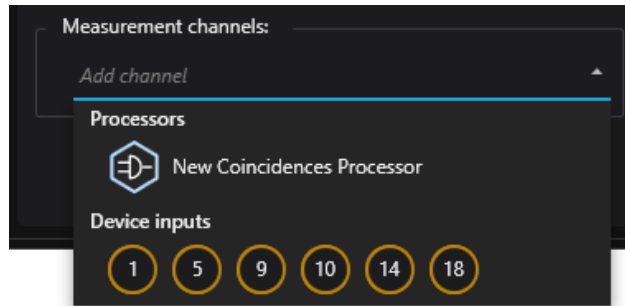 Measurement channels:
Add channel
Processors
New Coincidences Processor
Device inputs
1 5 9 10 14 18